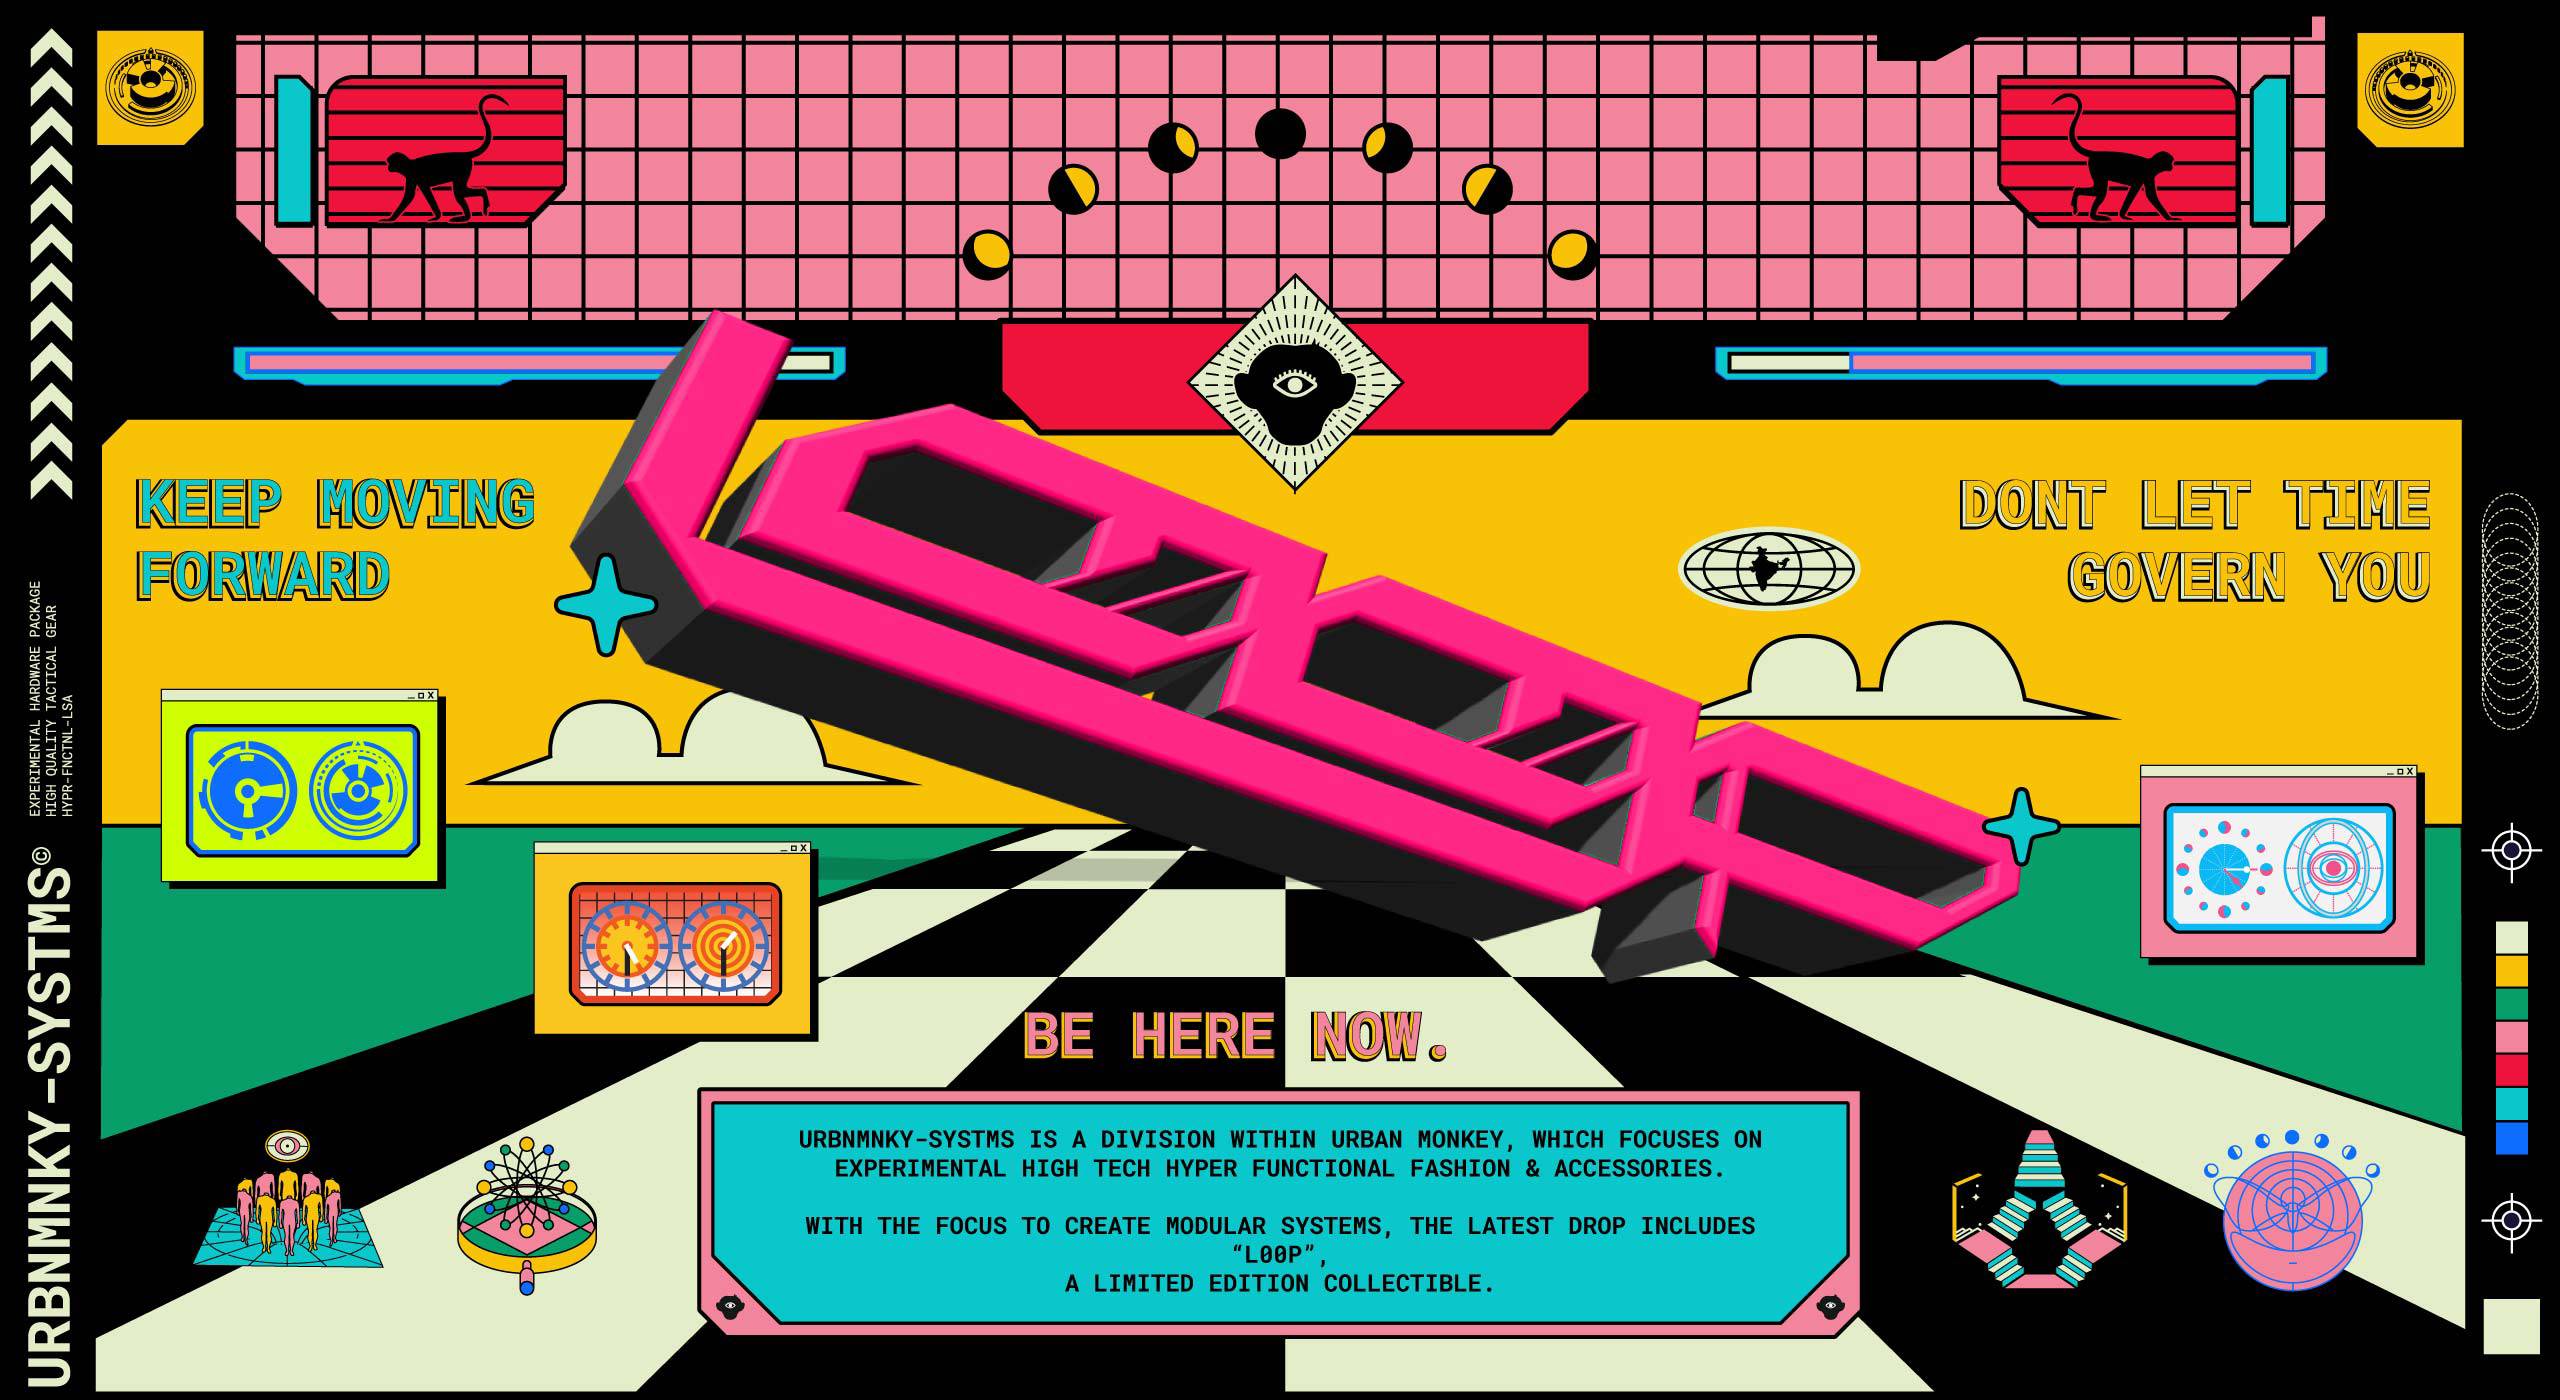 KEEP MOVING
FORWARD
DONT LET TIME
GOVERN YOU
EXPERIMENTAL HARDWARE PACKAGE
HIGH QUALITY TACTICAL GEAR
HYPR-FNCTNL-LSA
URBNMNKY-SYSTMS©
BE HERE NOW.
URBNMNKY-SYSTMS IS A DIVISION WITHIN URBAN MONKEY, WHICH FOCUSES ON
EXPERIMENTAL HIGH TECH HYPER FUNCTIONAL FASHION & ACCESSORIES.
WITH THE FOCUS TO CREATE MODULAR SYSTEMS, THE LATEST DROP INCLUDES
“L00P”,
A LIMITED EDITION COLLECTIBLE.